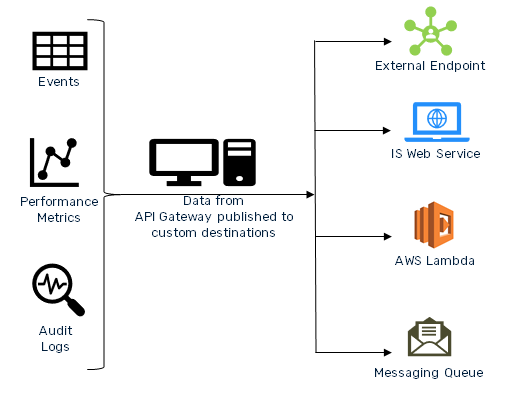 Events
Performance
Metrics
Audit
Logs
Data from
API Gateway published to
custom destinations
External Endpoint
IS Web Service
AWS Lambda
Messaging Queue